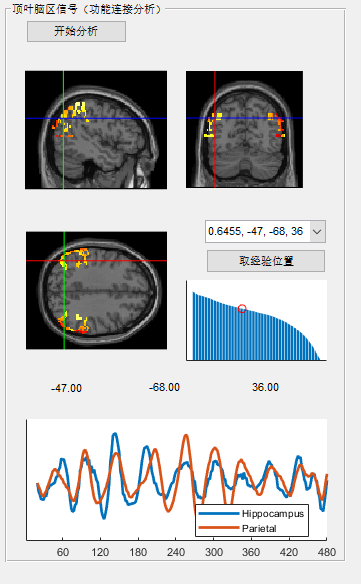 顶叶脑区信号（功能连接分析）
开始分析
0.6455, -47, -68, 36
取经验位置
-47.00 -68.00 36.00
Hippocampus
Parietal
60 120 180 240 300 360 420 480